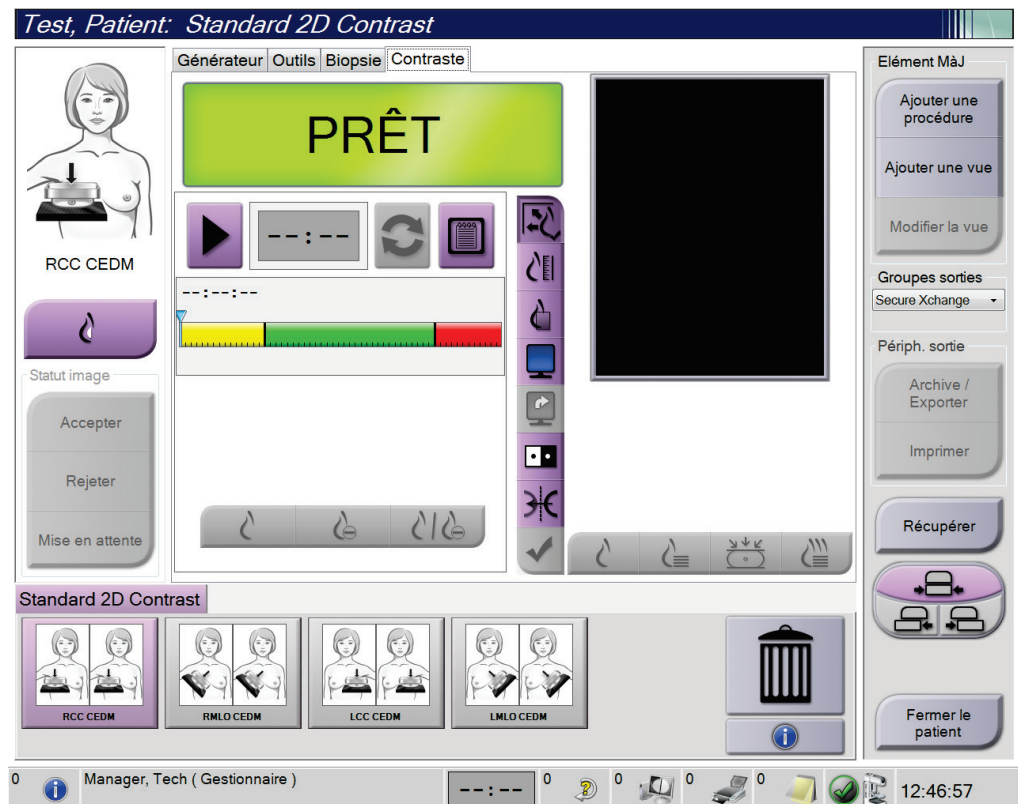 Test, Patient:  Standard 2D Contrast
Générateur Outils Biopsie Contraste
PRÊT
--:--
--:--:--
RCC CEDM
Statut image
Accepter
Rejeter
Mise en attente
Elément MàJ
Ajouter une
procédure
Ajouter une vue
Modifier la vue
Groupes sorties
Secure Xchange
Périph. sortie
Archive /
Exporter
Imprimer
Récupérer
Fermer le
patient
Standard 2D Contrast
RCC CEDM
RMLO CEDM
LCC CEDM
LMLO CEDM
0 Manager, Tech ( Gestionnaire ) --:-- 0 0 0 0 12:46:57